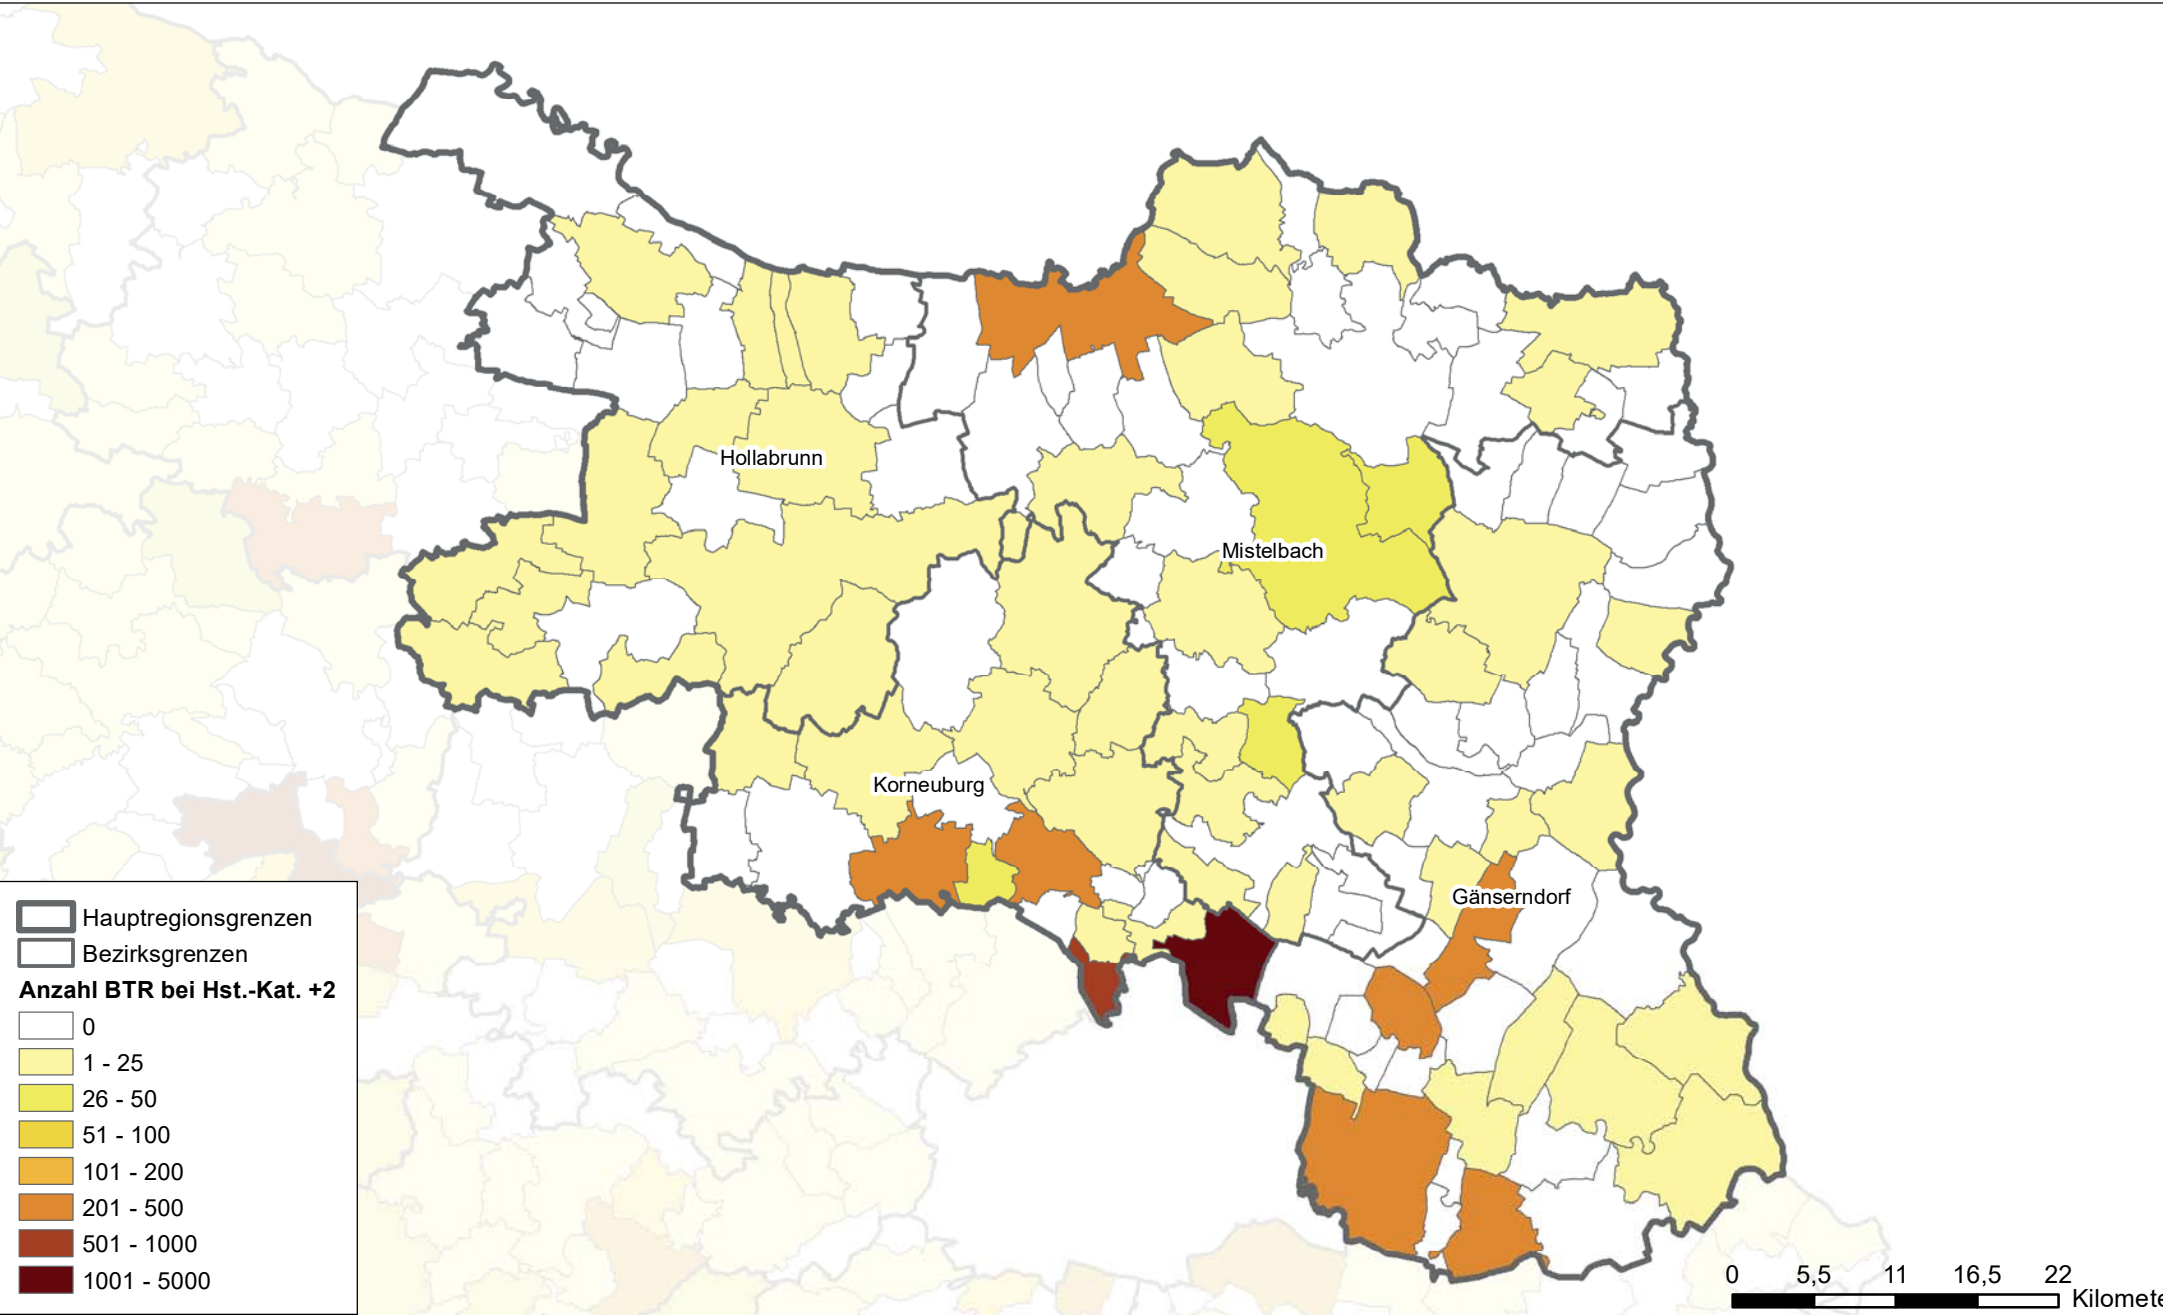 Hollabrunn
Mistelbach
Korneuburg
Gänserndorf
Hauptregionsgrenzen
Bezirksgrenzen
Anzahl BTR bei Hst.-Kat. +2
0
1 - 25
26 - 50
51 - 100
101 - 200
201 - 500
501 - 1000
1001 - 5000
0 5,5 11 16,5 22
Kilomete